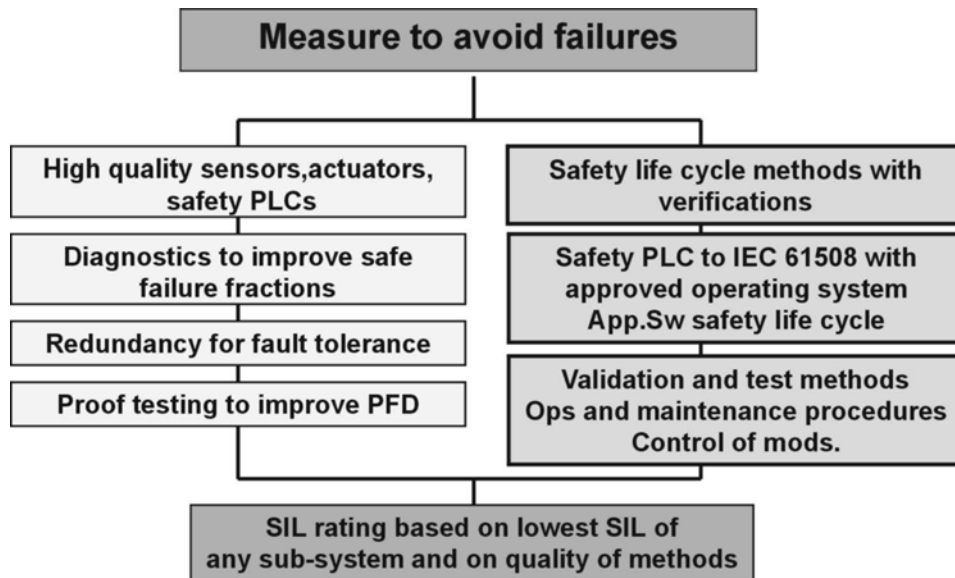 Measure to avoid failures
High quality sensors,actuators,
safety PLCs
Diagnostics to improve safe
failure fractions
Redundancy for fault tolerance
Proof testing to improve PFD
Safety life cycle methods with
verifications
Safety PLC to IEC 61508 with
approved operating system
App.Sw safety life cycle
Validation and test methods
Ops and maintenance procedures
Control of mods.
SIL rating based on lowest SIL of
any sub-system and on quality of methods